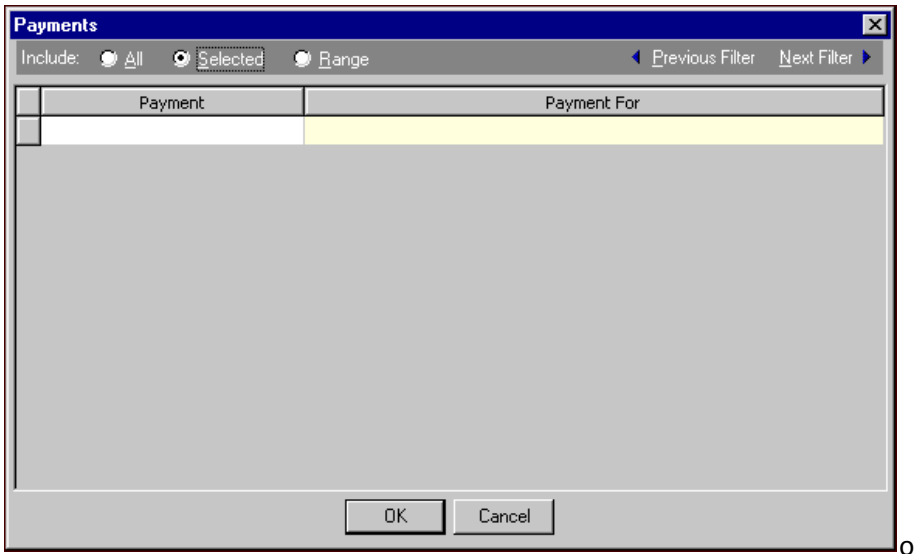 Payments
Include: All Selected Range Previous Filter Next Filter
Payment Payment For
OK Cancel
o